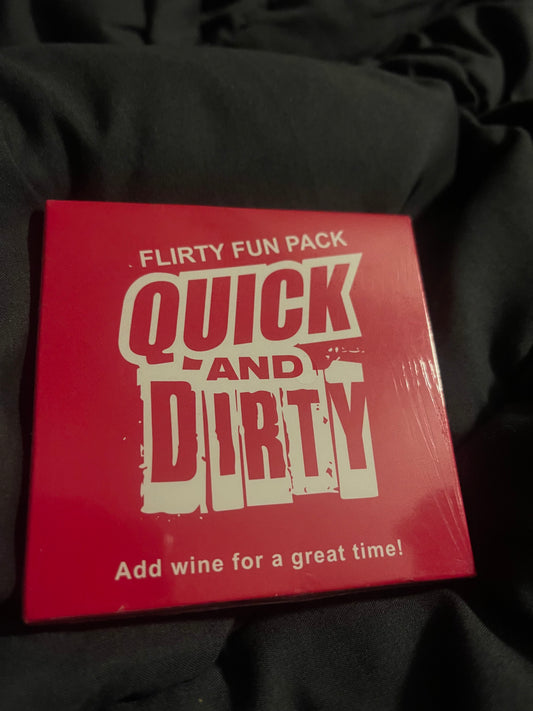 FLIRTY FUN PACK
QUICK
AND
DIRTY
Add wine for a great time!